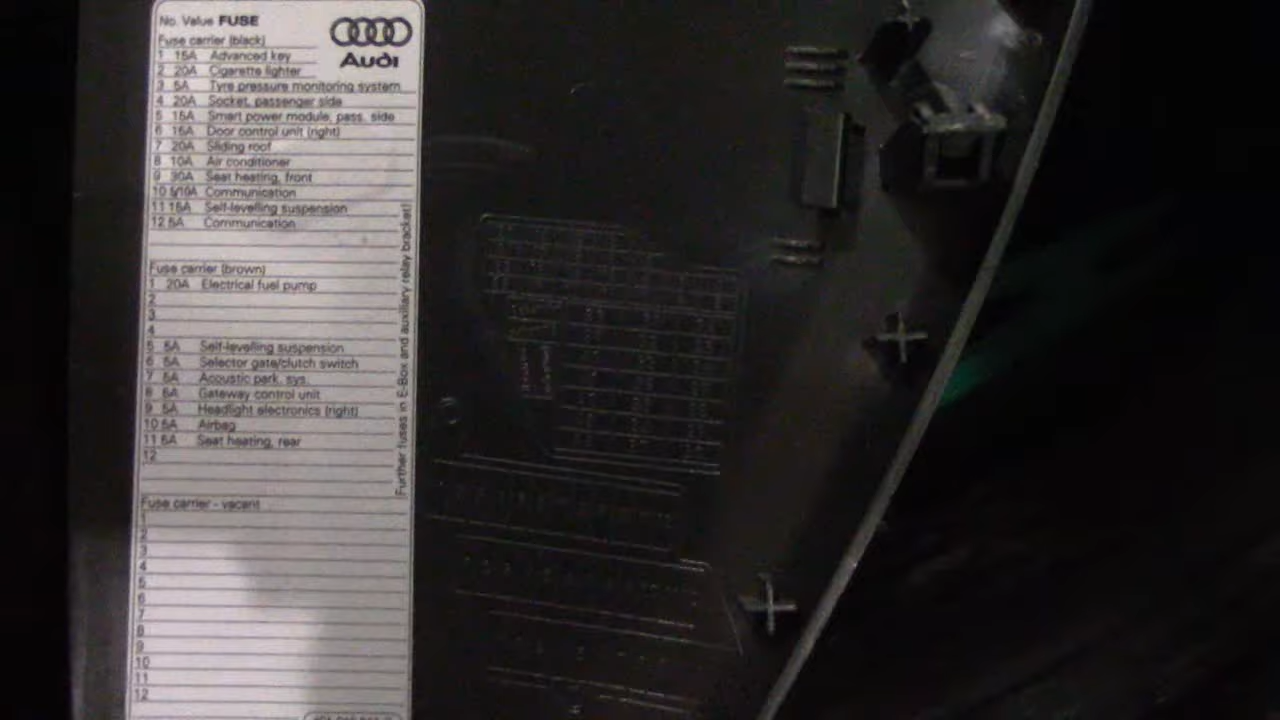 No. Value FUSE
Audi
Fuse carrier (black)
1 15A Advanced key
2 20A Cigarette lighter
3 5A Tyre pressure monitoring system
4 20A Socket, passenger side
5 15A Smart power module, pass. side
6 15A Door control unit (right)
7 20A Sliding roof
8 10A Air conditioner
9 30A Seat heating, front
10 5/10A Communication
11 15A Self-levelling suspension
12 5A Communication
Fuse carrier (brown)
1 20A Electrical fuel pump
2
3
4
5 5A Self-levelling suspension
6 5A Selector gate/clutch switch
7 5A Acoustic park. sys.
8 5A Gateway control unit
9 5A Headlight electronics (right)
10 5A Airbag
11 5A Seat heating, rear
12
Fuse carrier - vacant
1
2
3
4
5
6
7
8
9
10
11
12
Further fuses in E-Box and auxiliary relay bracket!